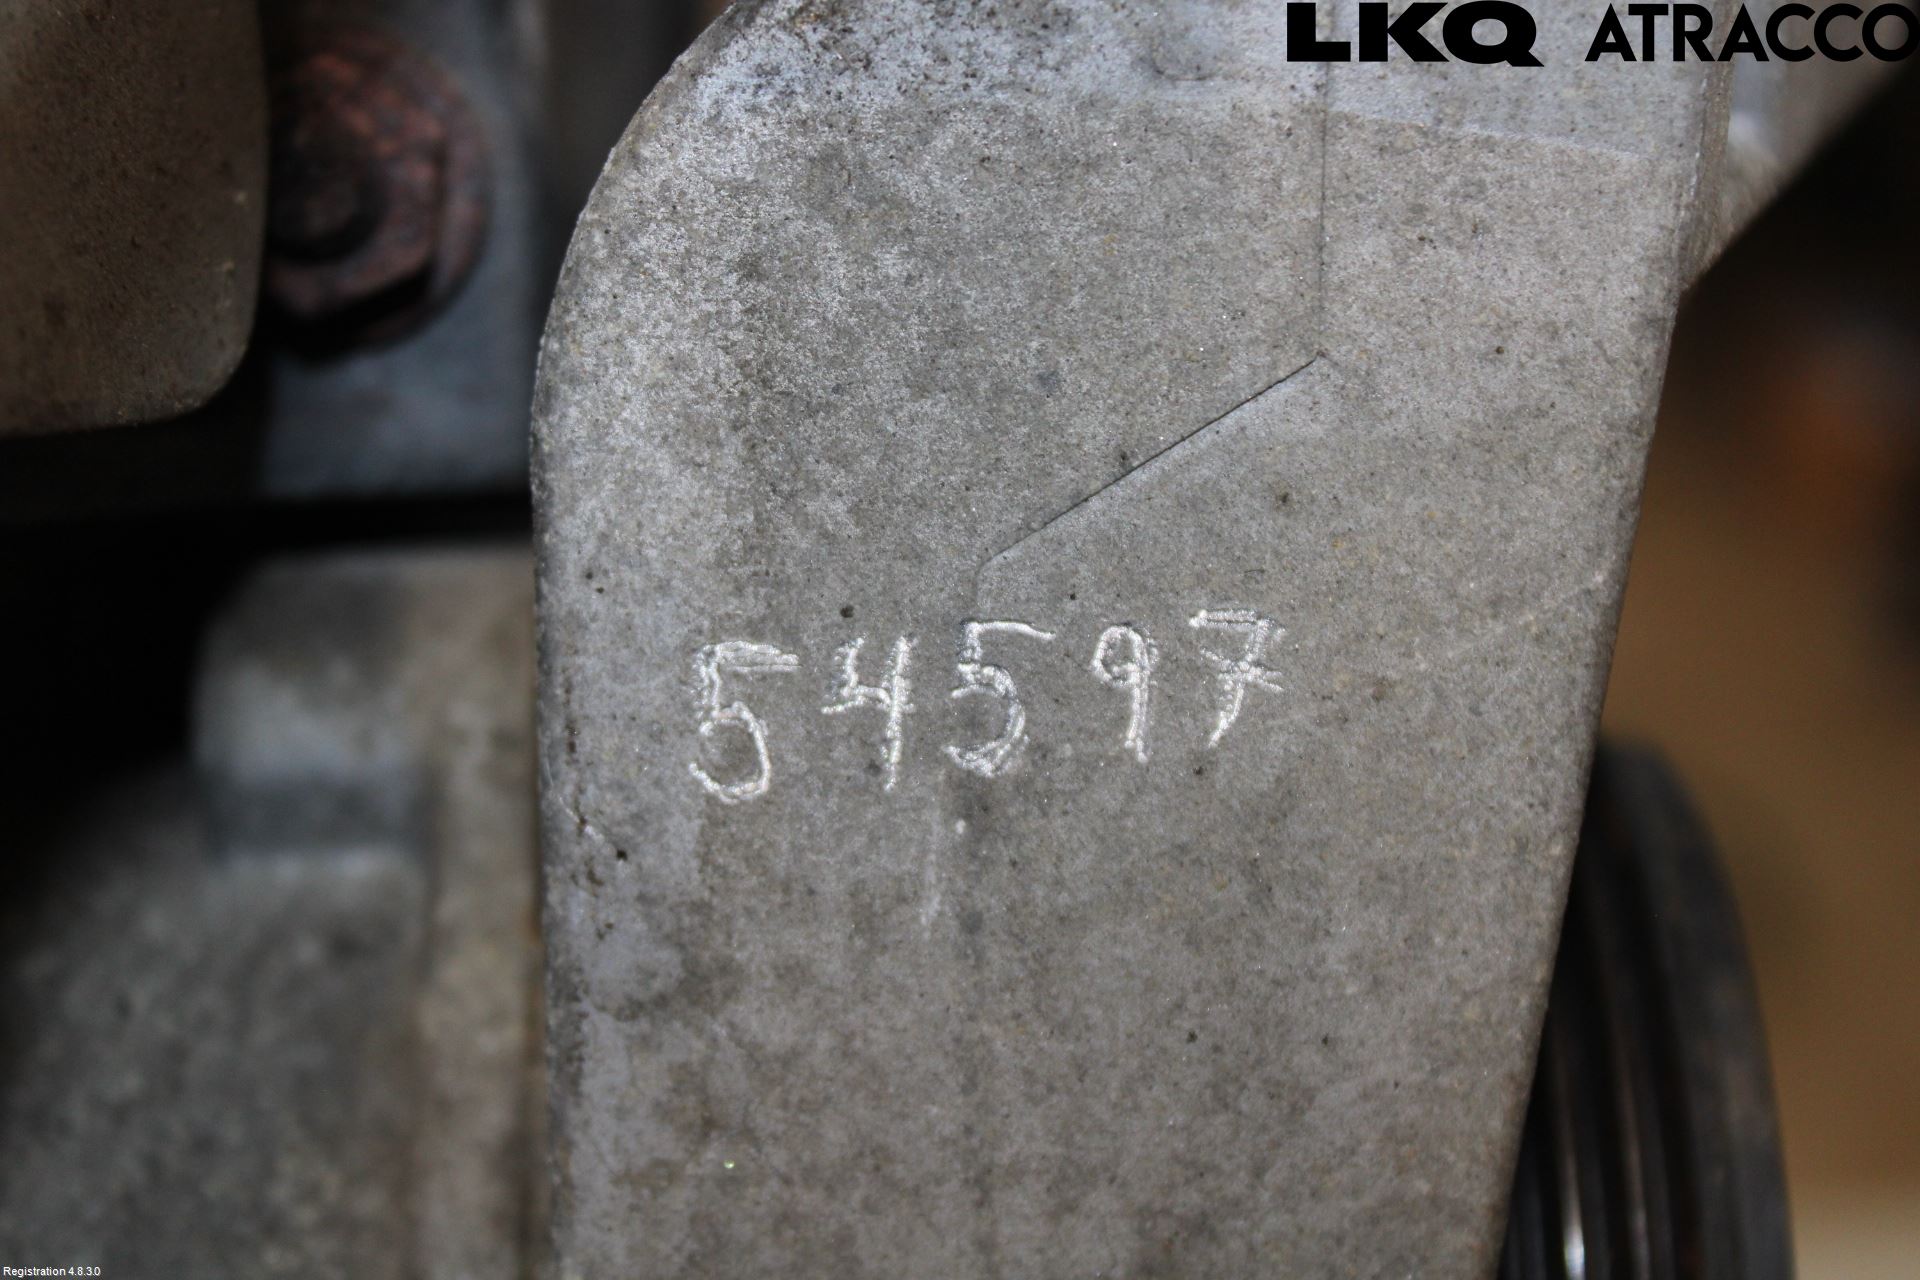 LKQ ATRACCO
54597
Registration 4.8.3.0